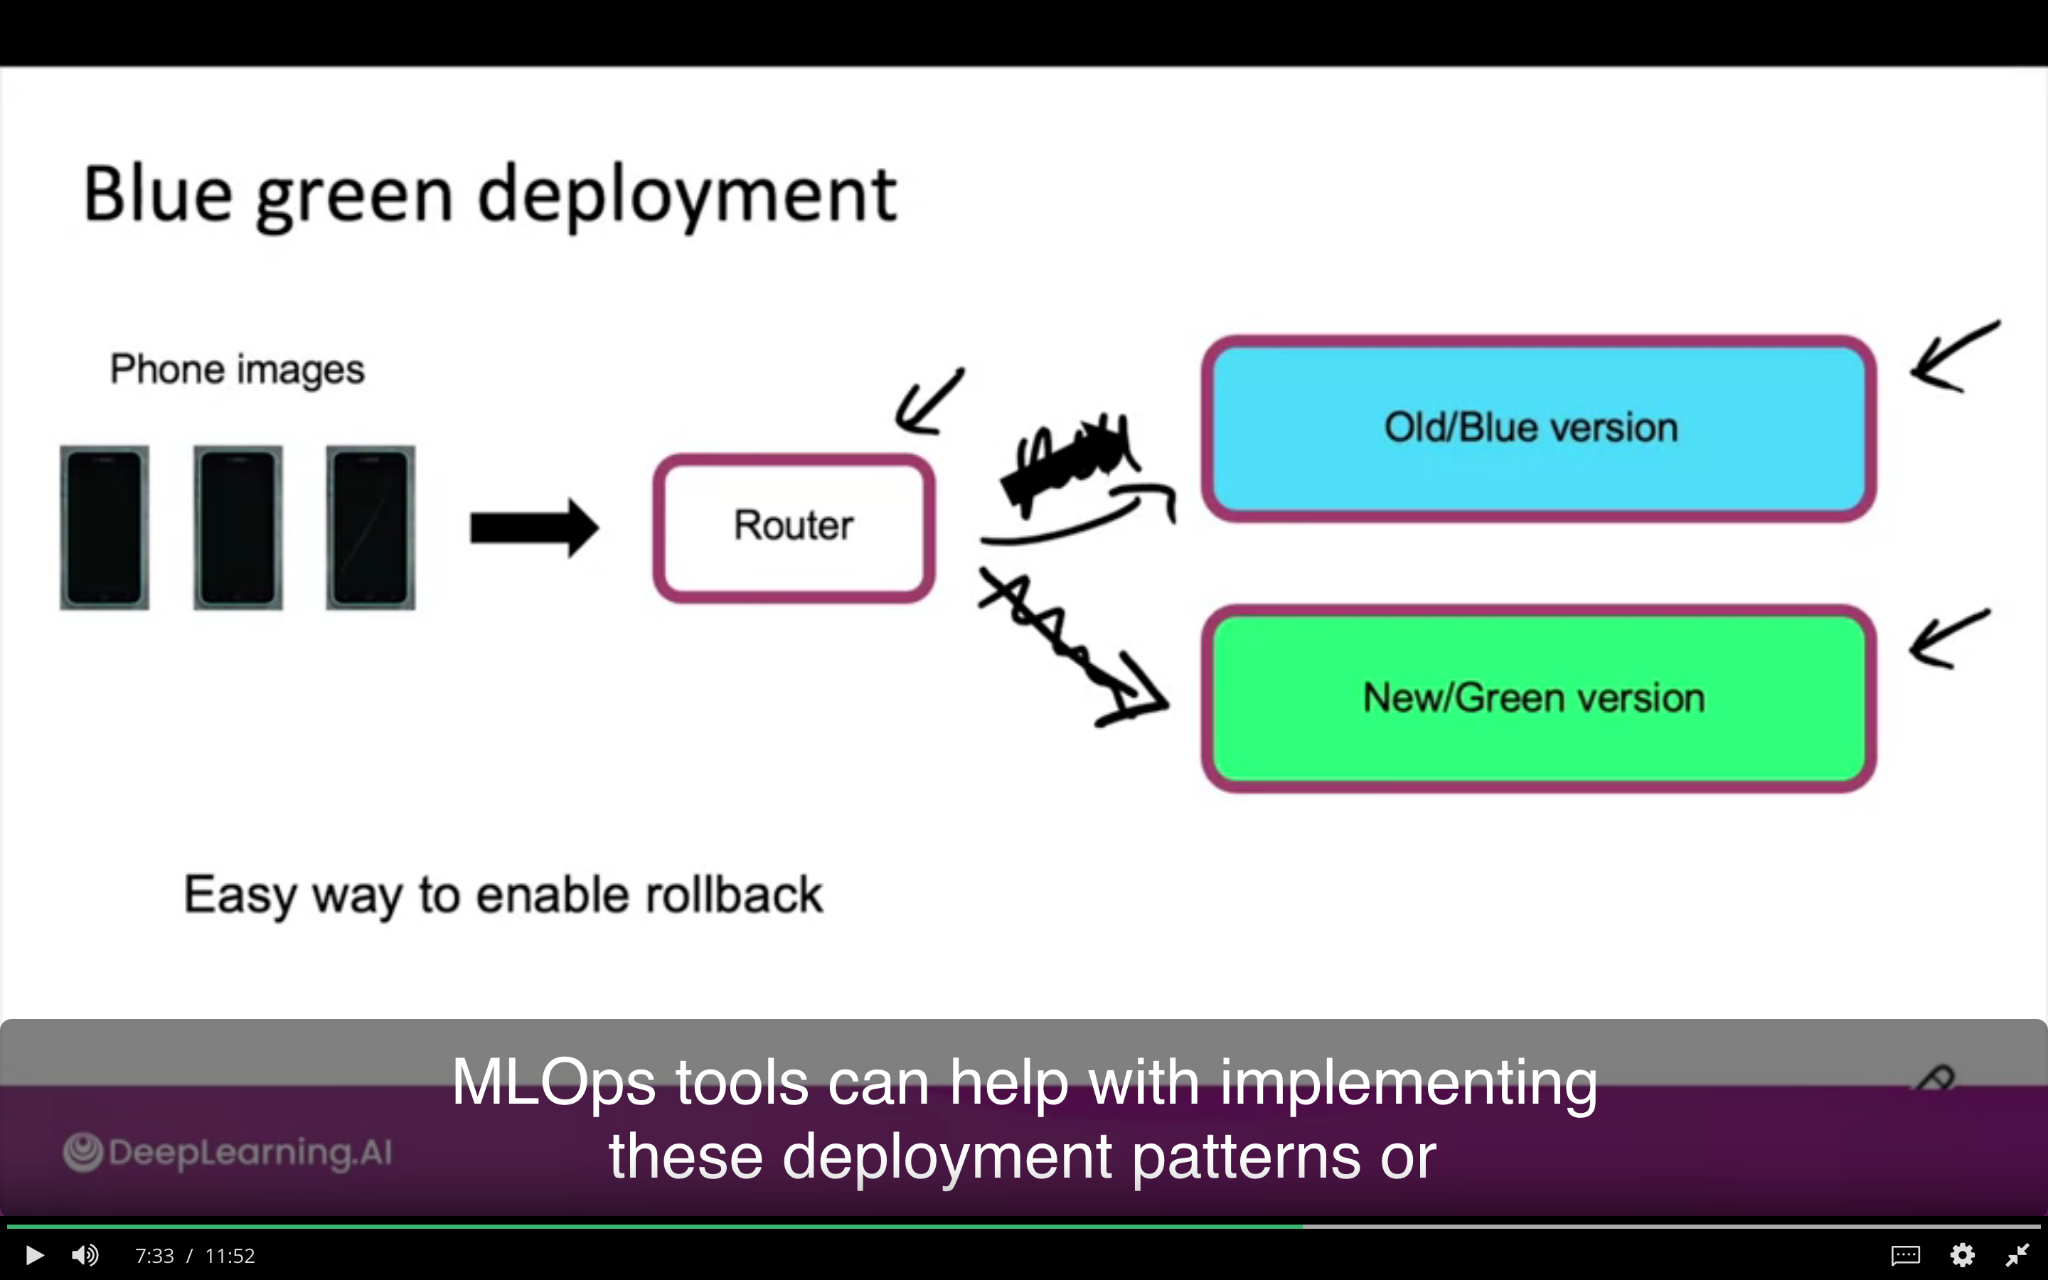 Blue green deployment
Phone images
Router
Old/Blue version
New/Green version
Easy way to enable rollback
MLOps tools can help with implementing
these deployment patterns or
DeepLearning.AI
7:33 / 11:52